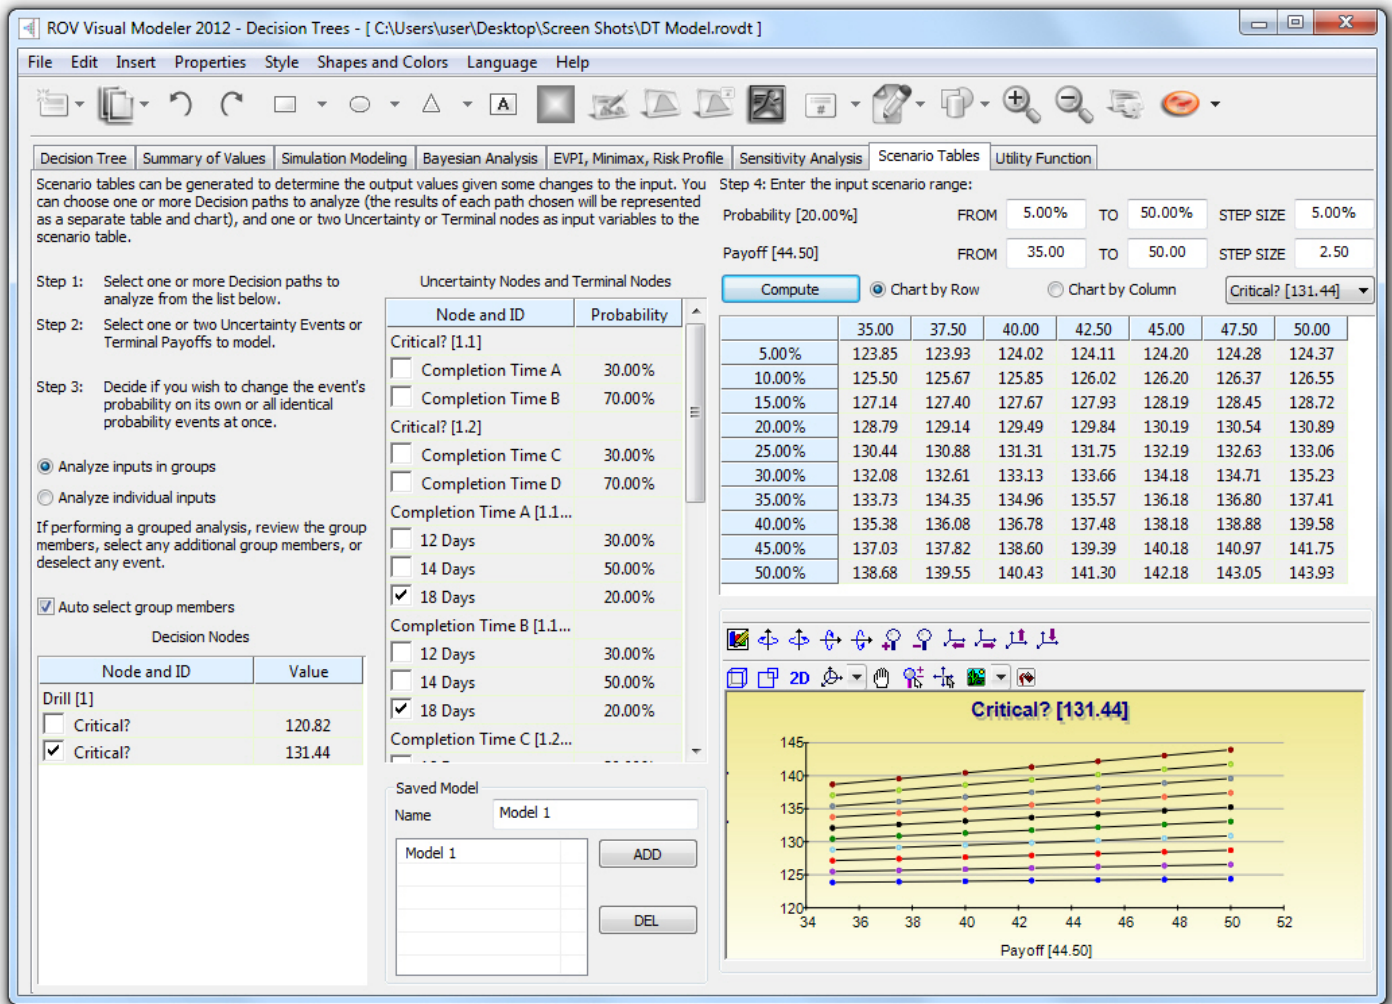 ROV Visual Modeler 2012 - Decision Trees - [ C:\Users\user\Desktop\Screen Shots\DT Model.rovdt ]
File Edit Insert Properties Style Shapes and Colors Language Help
A #
Decision Tree Summary of Values Simulation Modeling Bayesian Analysis EVPI, Minimax, Risk Profile Sensitivity Analysis Scenario Tables Utility Function
Scenario tables can be generated to determine the output values given some changes to the input. You
can choose one or more Decision paths to analyze (the results of each path chosen will be represented
as a separate table and chart), and one or two Uncertainty or Terminal nodes as input variables to the
scenario table.
Step 1: Select one or more Decision paths to
analyze from the list below.
Step 2: Select one or two Uncertainty Events or
Terminal Payoffs to model.
Step 3: Decide if you wish to change the event's
probability on its own or all identical
probability events at once.
Analyze inputs in groups
Analyze individual inputs
If performing a grouped analysis, review the group
members, select any additional group members, or
deselect any event.
Auto select group members
Decision Nodes
Node and ID Value
Drill [1]
Critical? 120.82
Critical? 131.44
Uncertainty Nodes and Terminal Nodes
Node and ID Probability
Critical? [1.1]
Completion Time A 30.00%
Completion Time B 70.00%
Critical? [1.2]
Completion Time C 30.00%
Completion Time D 70.00%
Completion Time A [1.1...
12 Days 30.00%
14 Days 50.00%
18 Days 20.00%
Completion Time B [1.1...
12 Days 30.00%
14 Days 50.00%
18 Days 20.00%
Completion Time C [1.2...
Saved Model
Name Model 1
Model 1
ADD
DEL
Step 4: Enter the input scenario range:
Probability [20.00%] FROM 5.00% TO 50.00% STEP SIZE 5.00%
Payoff [44.50] FROM 35.00 TO 50.00 STEP SIZE 2.50
Compute Chart by Row Chart by Column Critical? [131.44]
35.00 37.50 40.00 42.50 45.00 47.50 50.00
5.00% 123.85 123.93 124.02 124.11 124.20 124.28 124.37
10.00% 125.50 125.67 125.85 126.02 126.20 126.37 126.55
15.00% 127.14 127.40 127.67 127.93 128.19 128.45 128.72
20.00% 128.79 129.14 129.49 129.84 130.19 130.54 130.89
25.00% 130.44 130.88 131.31 131.75 132.19 132.63 133.06
30.00% 132.08 132.61 133.13 133.66 134.18 134.71 135.23
35.00% 133.73 134.35 134.96 135.57 136.18 136.80 137.41
40.00% 135.38 136.08 136.78 137.48 138.18 138.88 139.58
45.00% 137.03 137.82 138.60 139.39 140.18 140.97 141.75
50.00% 138.68 139.55 140.43 141.30 142.18 143.05 143.93
2D
Critical? [131.44]
145
140
135
130
125
120
34 36 38 40 42 44 46 48 50 52
Payoff [44.50]